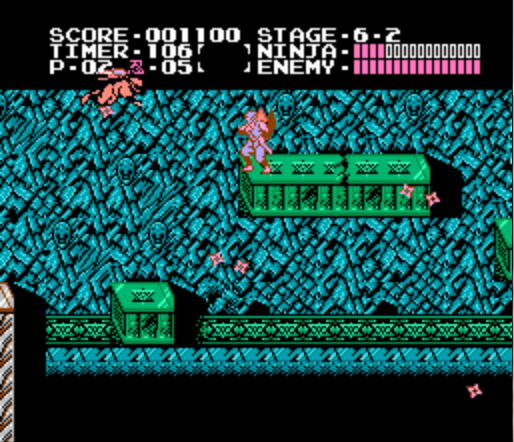 SCORE-001100 STAGE-6-2
TIMER-106 NINJA-
P-02 -05 ENEMY-